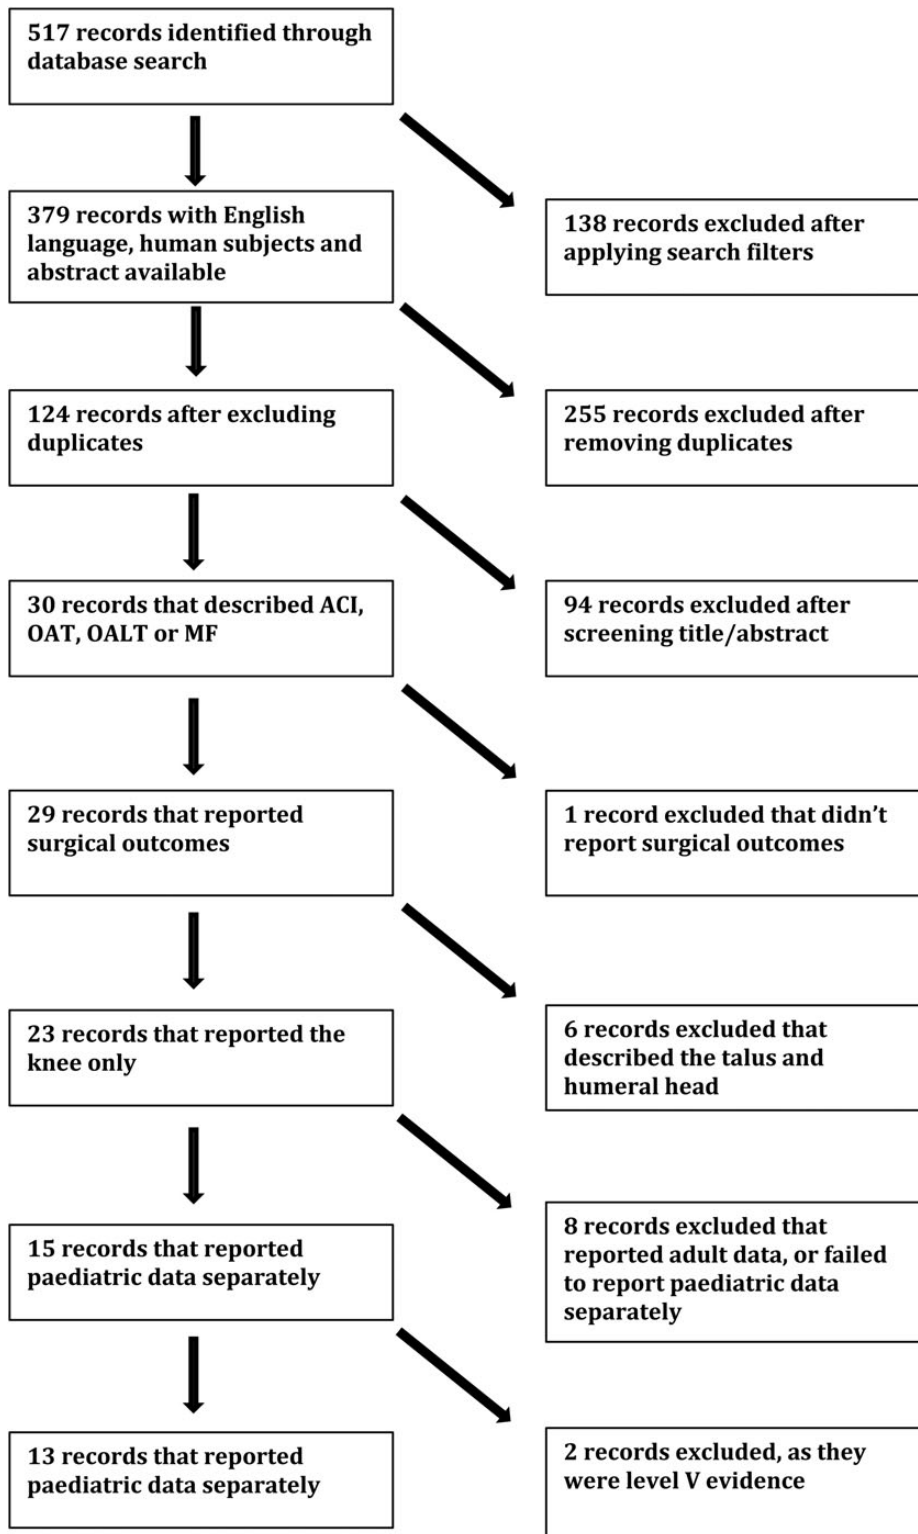 517 records identified through
database search
379 records with English
language, human subjects and
abstract available
138 records excluded after
applying search filters
124 records after excluding
duplicates
255 records excluded after
removing duplicates
30 records that described ACI,
OAT, OALT or MF
94 records excluded after
screening title/abstract
29 records that reported
surgical outcomes
1 record excluded that didn't
report surgical outcomes
23 records that reported the
knee only
6 records excluded that
described the talus and
humeral head
15 records that reported
paediatric data separately
8 records excluded that
reported adult data, or failed
to report paediatric data
separately
13 records that reported
paediatric data separately
2 records excluded, as they
were level V evidence